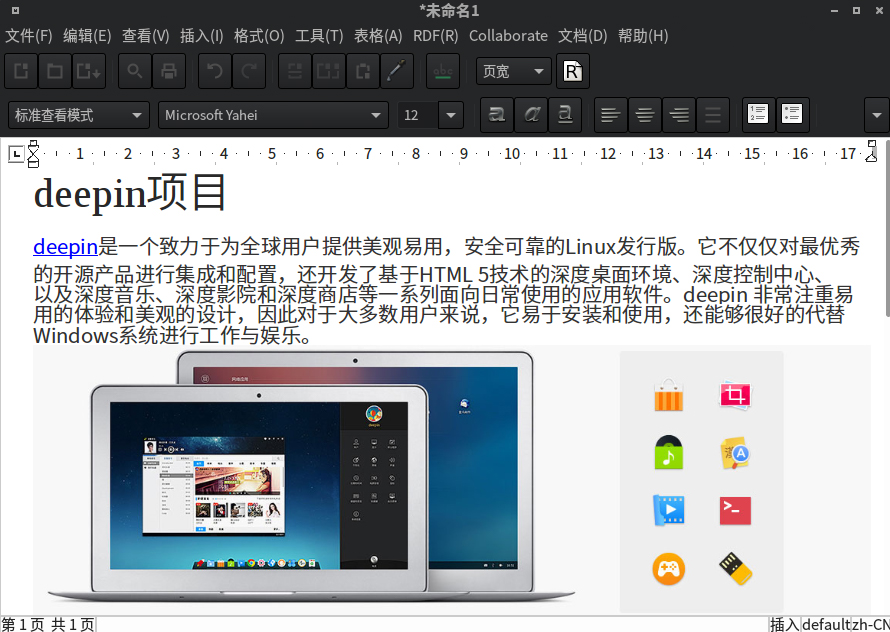 *未命名1
文件(F) 编辑(E) 查看(V) 插入(I) 格式(O) 工具(T) 表格(A) RDF(R) Collaborate 文档(D) 帮助(H)
abc 页宽 R
标准查看模式 Microsoft Yahei 12 a a a
L 1 2 3 4 5 6 7 8 9 10 11 12 13 14 15 16 17
deepin项目
deepin是一个致力于为全球用户提供美观易用，安全可靠的Linux发行版。它不仅仅对最优秀
的开源产品进行集成和配置，还开发了基于HTML 5技术的深度桌面环境、深度控制中心、
以及深度音乐、深度影院和深度商店等一系列面向日常使用的应用软件。deepin 非常注重易
用的体验和美观的设计，因此对于大多数用户来说，它易于安装和使用，还能够很好的代替
Windows系统进行工作与娱乐。
deepin
第 1 页 共 1 页 插入 default zh-CN